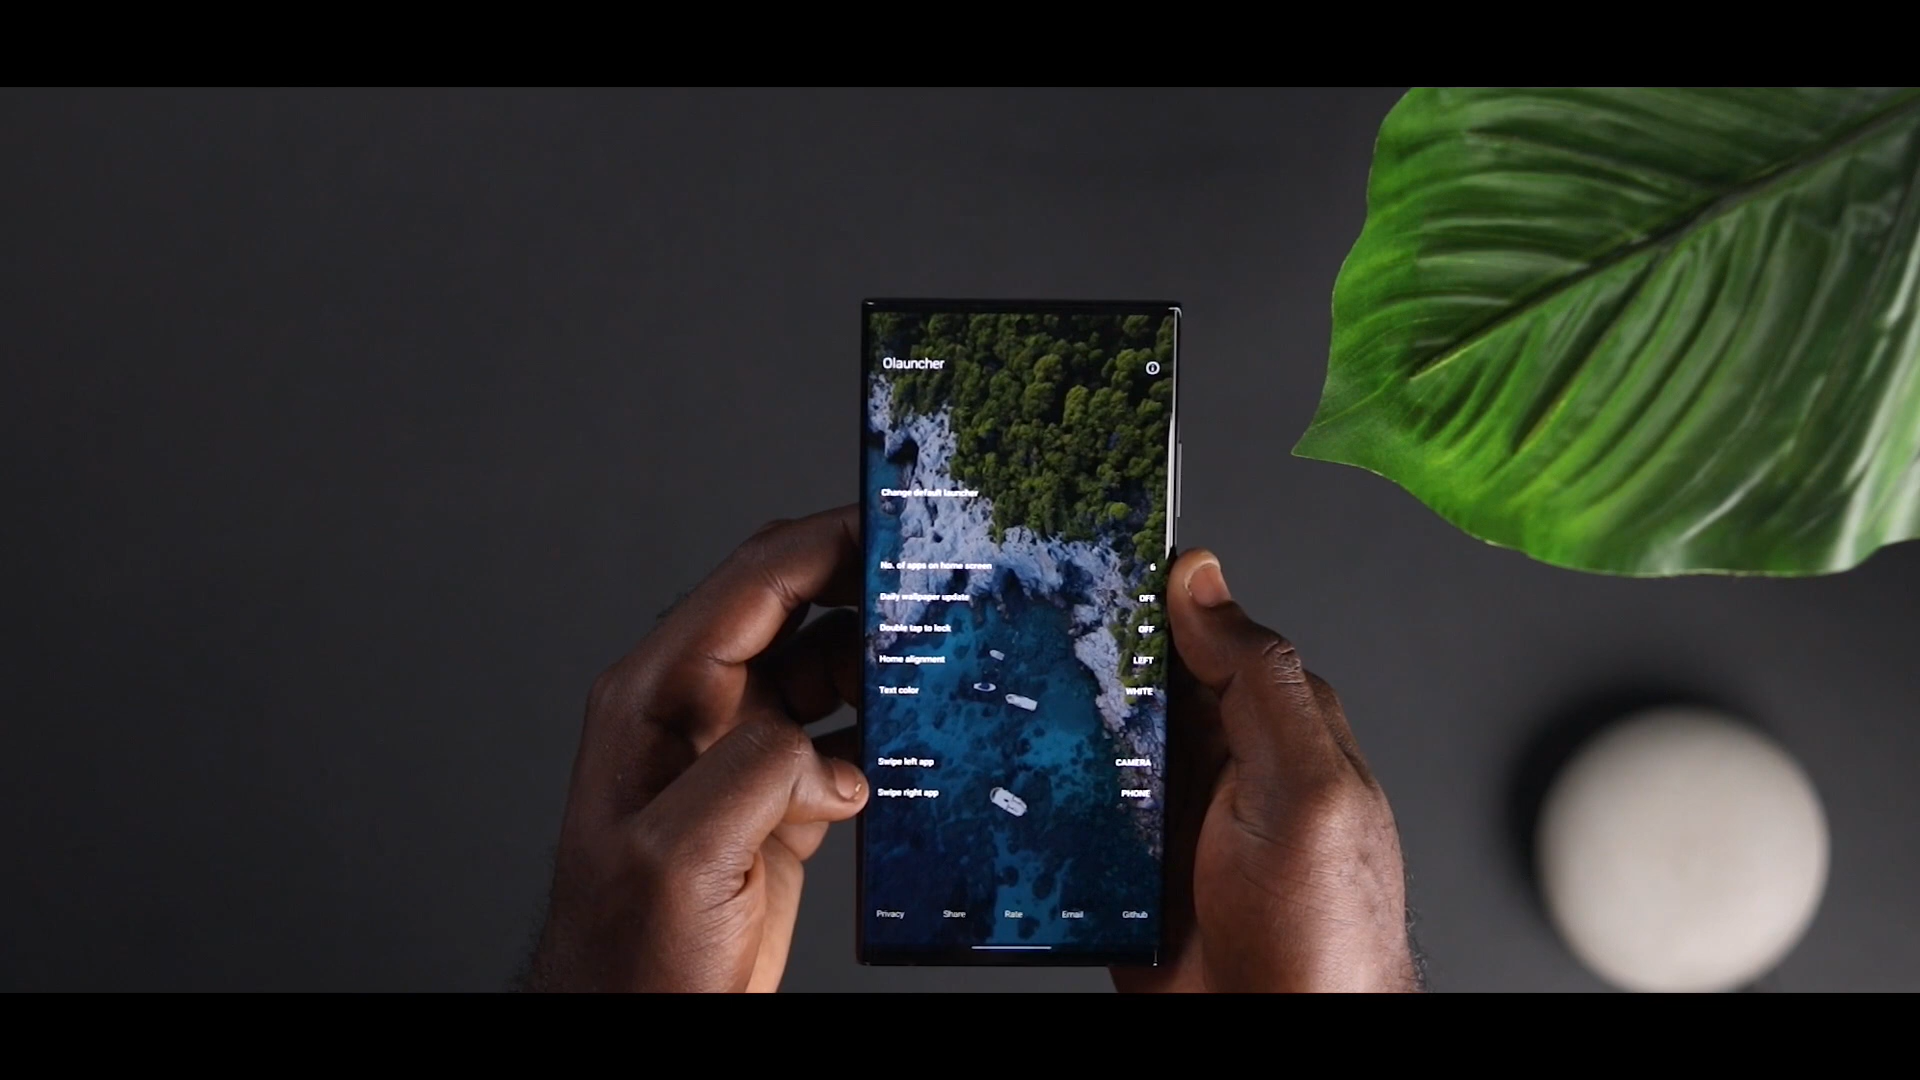 Olauncher
Change default launcher
No. of apps on home screen 6
Daily wallpaper update OFF
Double tap to lock OFF
Home alignment LEFT
Text color WHITE
Swipe left app CAMERA
Swipe right app PHONE
Privacy Share Rate Email Github